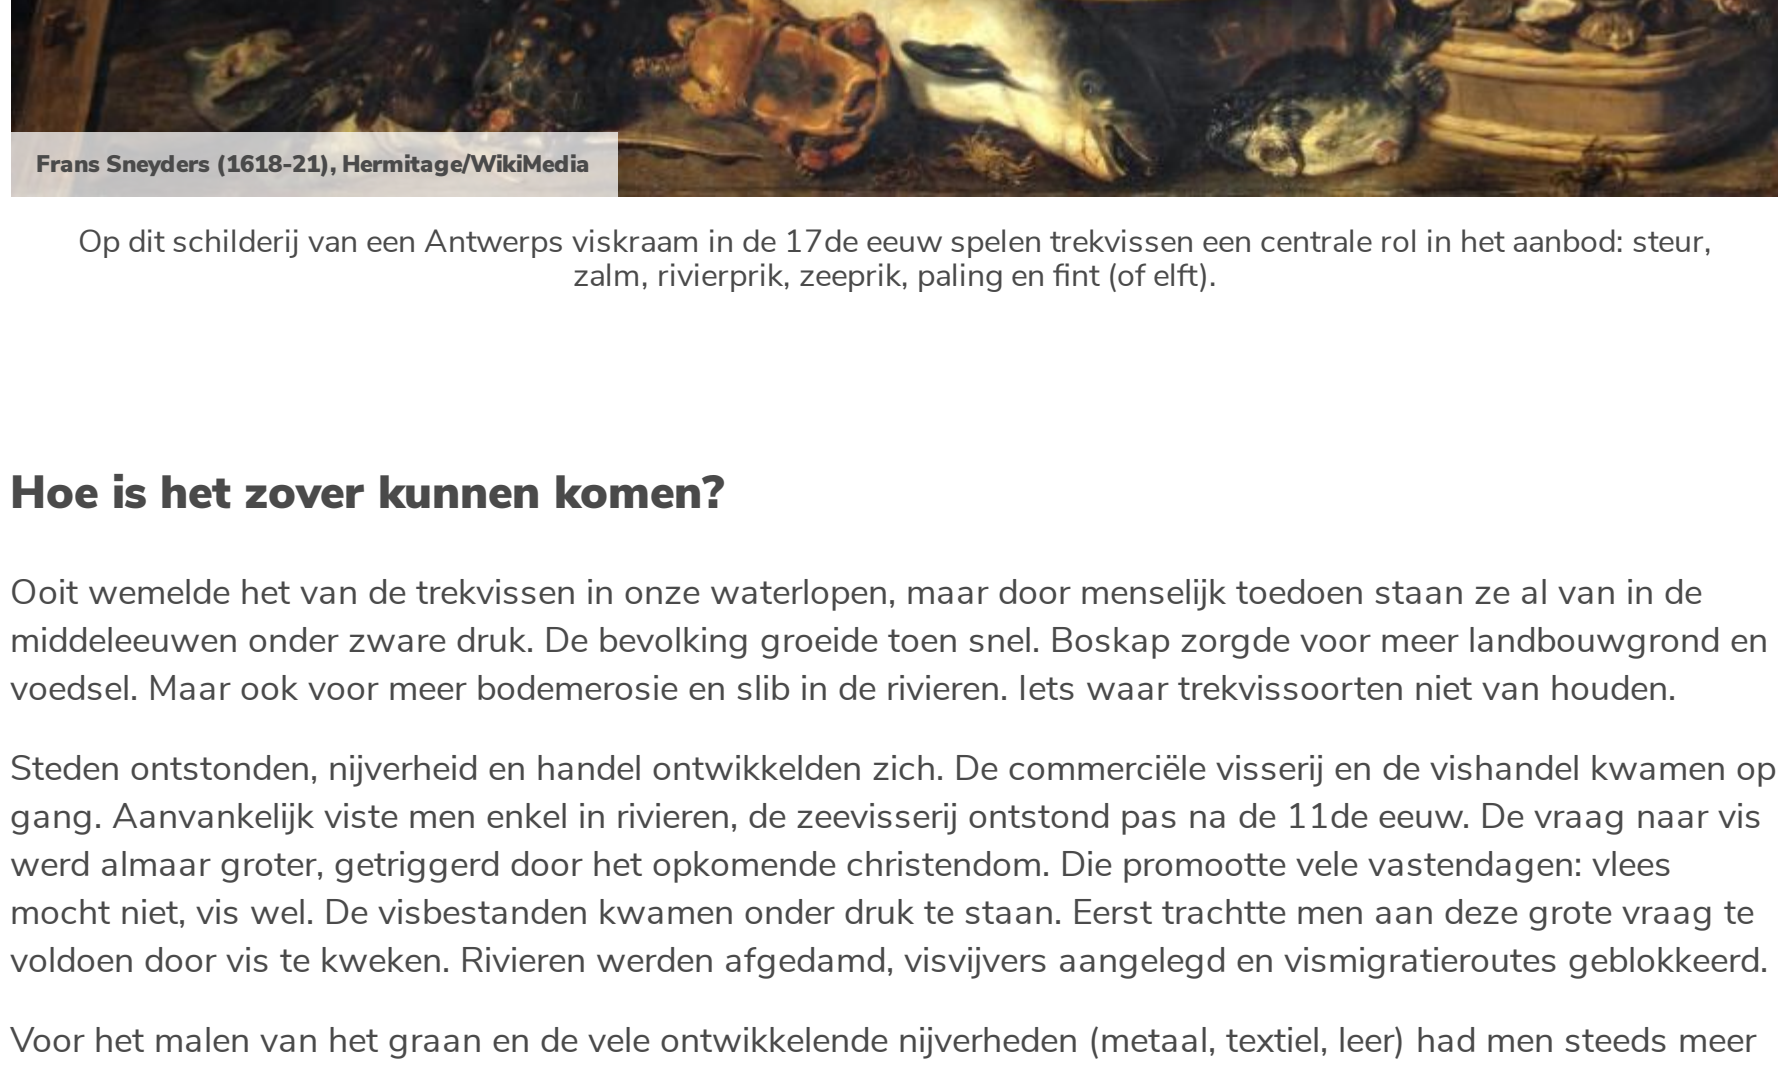 Frans Sneyders (1618-21), Hermitage/WikiMedia
Op dit schilderij van een Antwerps viskraam in de 17de eeuw spelen trekvissen een centrale rol in het aanbod: steur,
zalm, rivierprik, zeeprik, paling en fint (of elft).
Hoe is het zover kunnen komen?
Ooit wemelde het van de trekvissen in onze waterlopen, maar door menselijk toedoen staan ze al van in de
middeleeuwen onder zware druk. De bevolking groeide toen snel. Boskap zorgde voor meer landbouwgrond en
voedsel. Maar ook voor meer bodemerosie en slib in de rivieren. Iets waar trekvissoorten niet van houden.
Steden ontstonden, nijverheid en handel ontwikkelden zich. De commerciële visserij en de vishandel kwamen op
gang. Aanvankelijk viste men enkel in rivieren, de zeevisserij ontstond pas na de 11de eeuw. De vraag naar vis
werd almaar groter, getriggerd door het opkomende christendom. Die promootte vele vastendagen: vlees
mocht niet, vis wel. De visbestanden kwamen onder druk te staan. Eerst trachtte men aan deze grote vraag te
voldoen door vis te kweken. Rivieren werden afgedamd, visvijvers aangelegd en vismigratieroutes geblokkeerd.
Voor het malen van het graan en de vele ontwikkelende nijverheden (metaal, textiel, leer) had men steeds meer